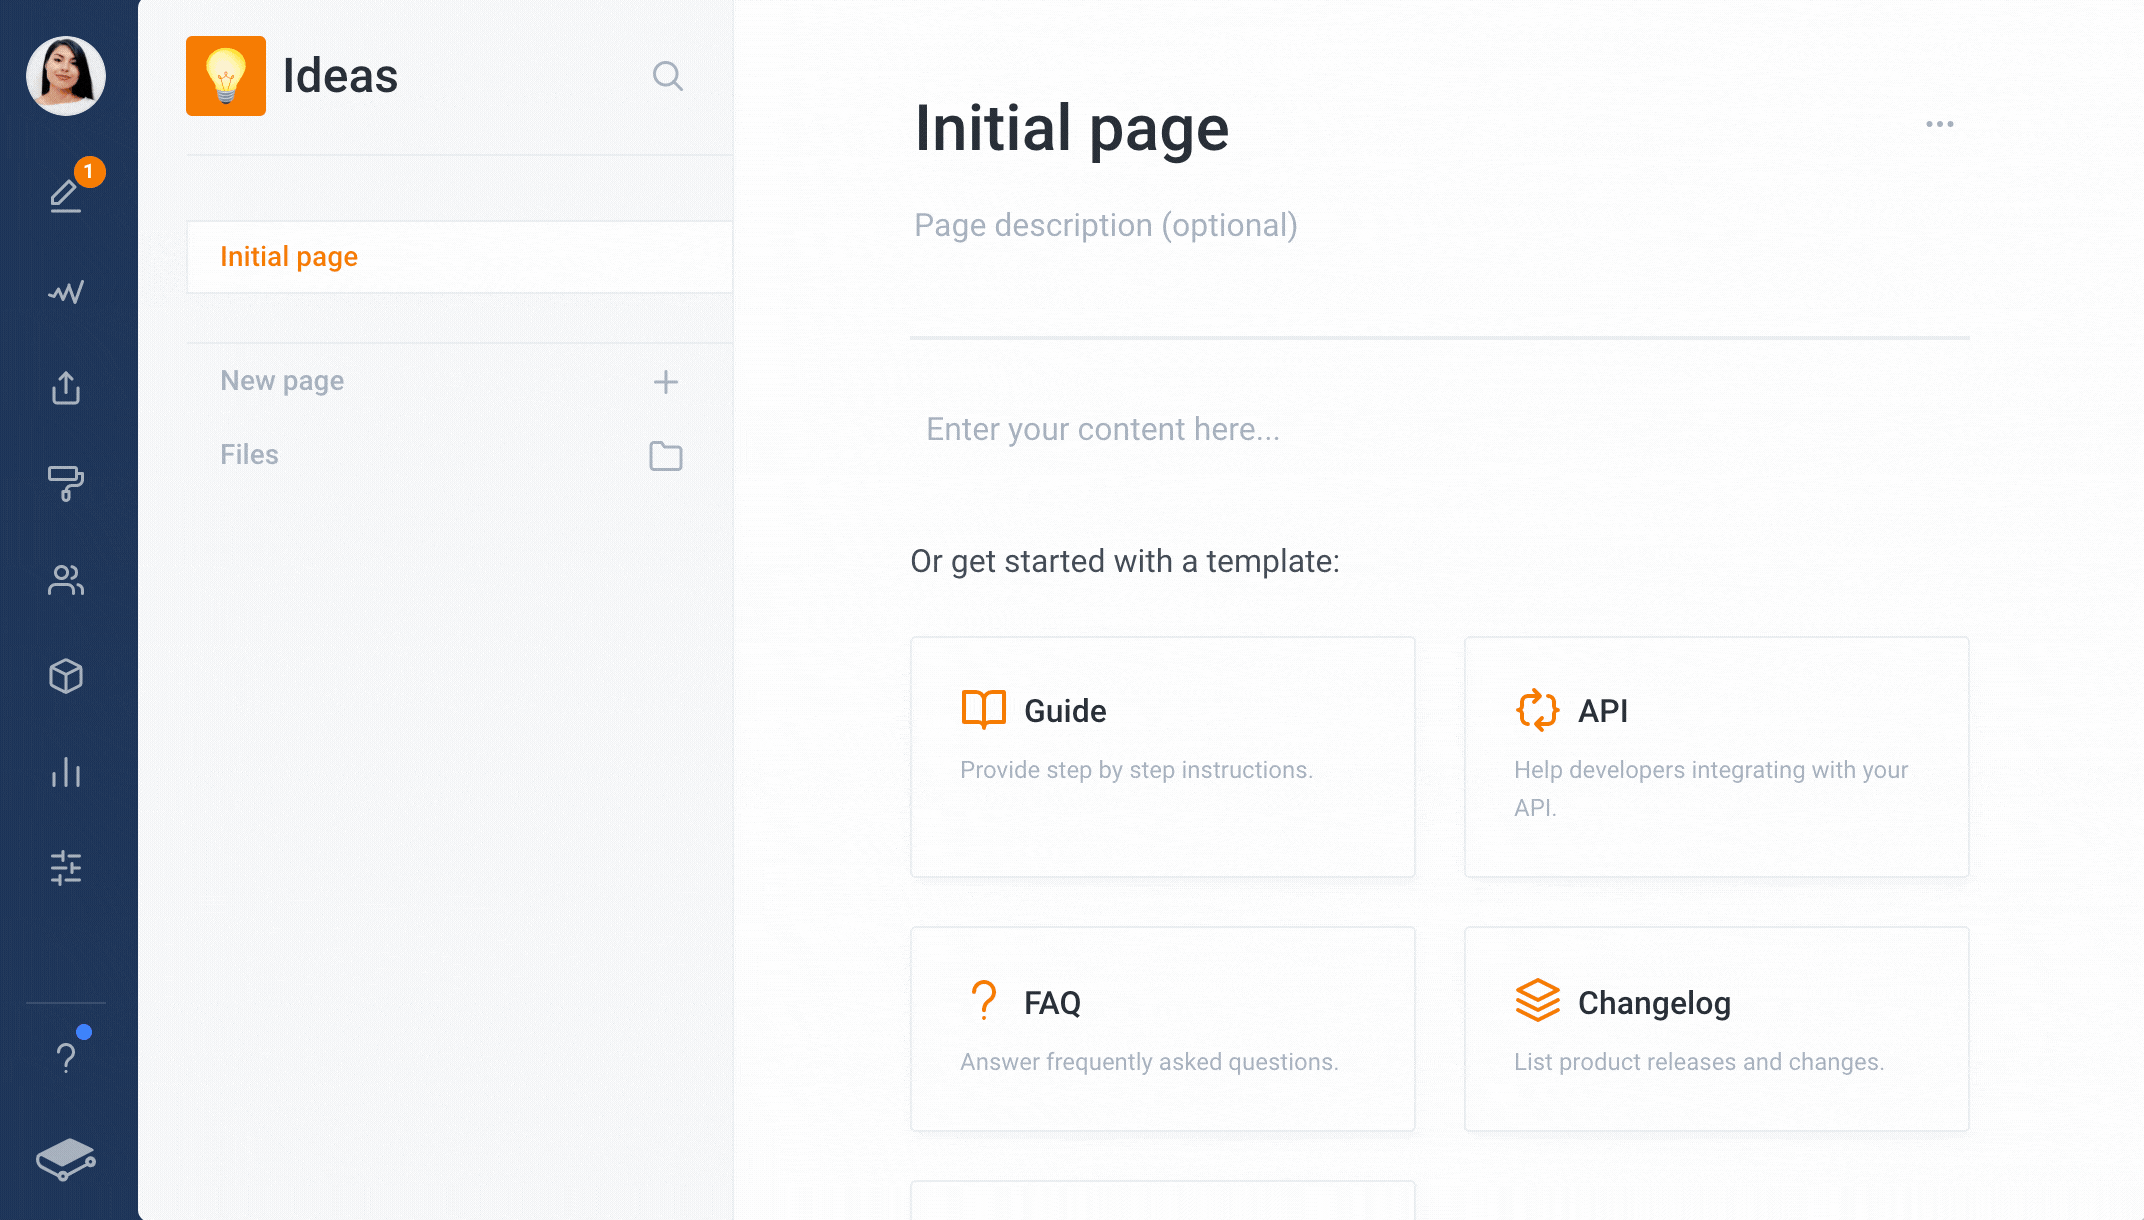 1
Ideas
Initial page
New page
Files
Initial page
Page description (optional)
Enter your content here...
Or get started with a template:
Guide
Provide step by step instructions.
API
Help developers integrating with your
API.
FAQ
Answer frequently asked questions.
Changelog
List product releases and changes.